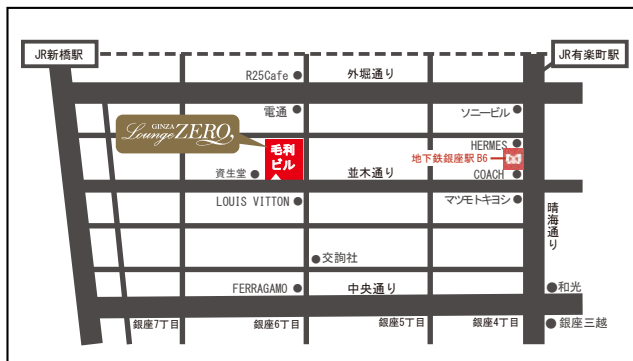 JR新橋駅
JR有楽町駅
R25Cafe
外堀通り
電通
ソニービル
GINZA
Lounge ZERO
毛利
ビル
HERMES
地下鉄銀座駅 B6
資生堂
並木通り
COACH
LOUIS VITTON
マツモトキヨシ
晴海通り
交詢社
FERRAGAMO
中央通り
和光
銀座7丁目
銀座6丁目
銀座5丁目
銀座4丁目
銀座三越